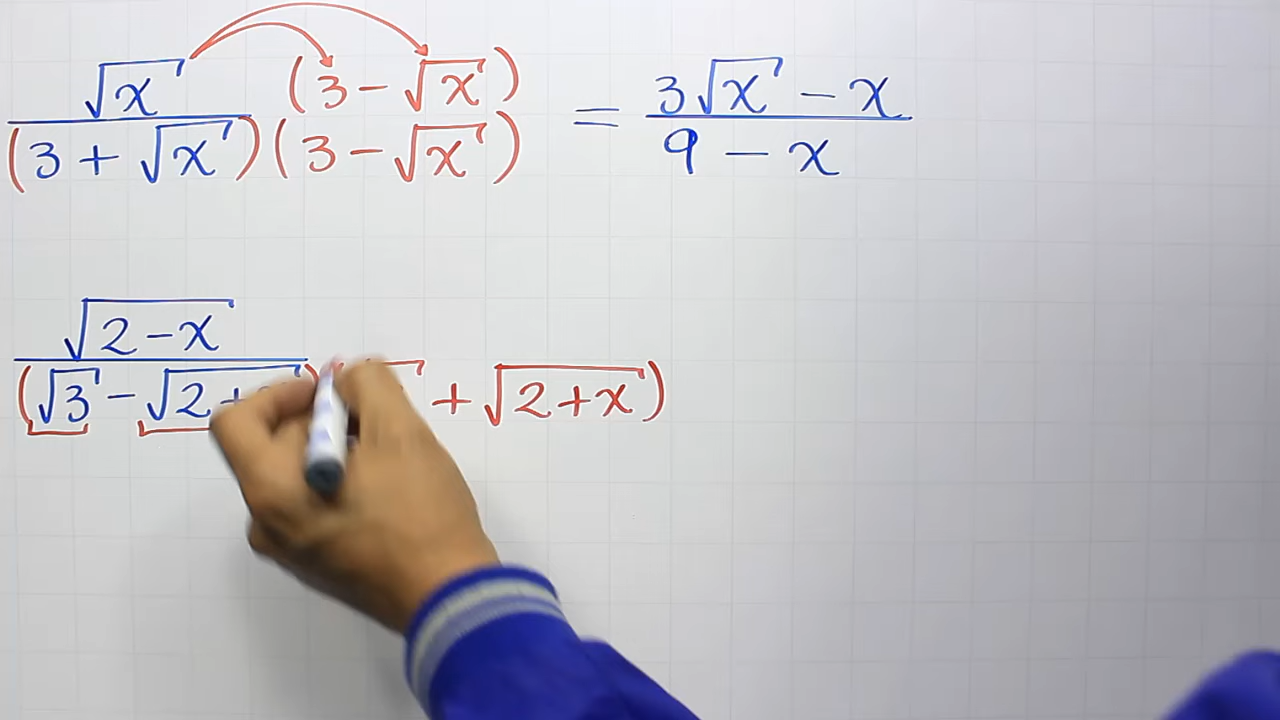 √x (3 − √x) = 3√x − x
(3 + √x)(3 − √x) 9 − x
√2−x
(√3 − √2+ + √2+x)